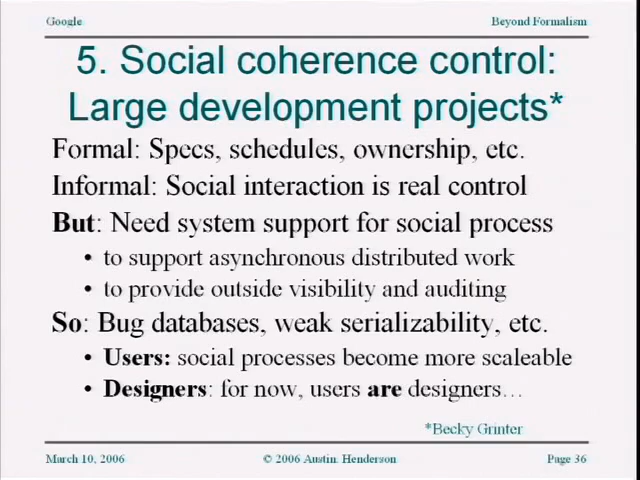 Google
Beyond Formalism
5. Social coherence control:
Large development projects*
Formal: Specs, schedules, ownership, etc.
Informal: Social interaction is real control
But: Need system support for social process
• to support asynchronous distributed work
• to provide outside visibility and auditing
So: Bug databases, weak serializability, etc.
• Users: social processes become more scaleable
• Designers: for now, users are designers…
*Becky Grinter
March 10, 2006
© 2006 Austin. Henderson
Page 36